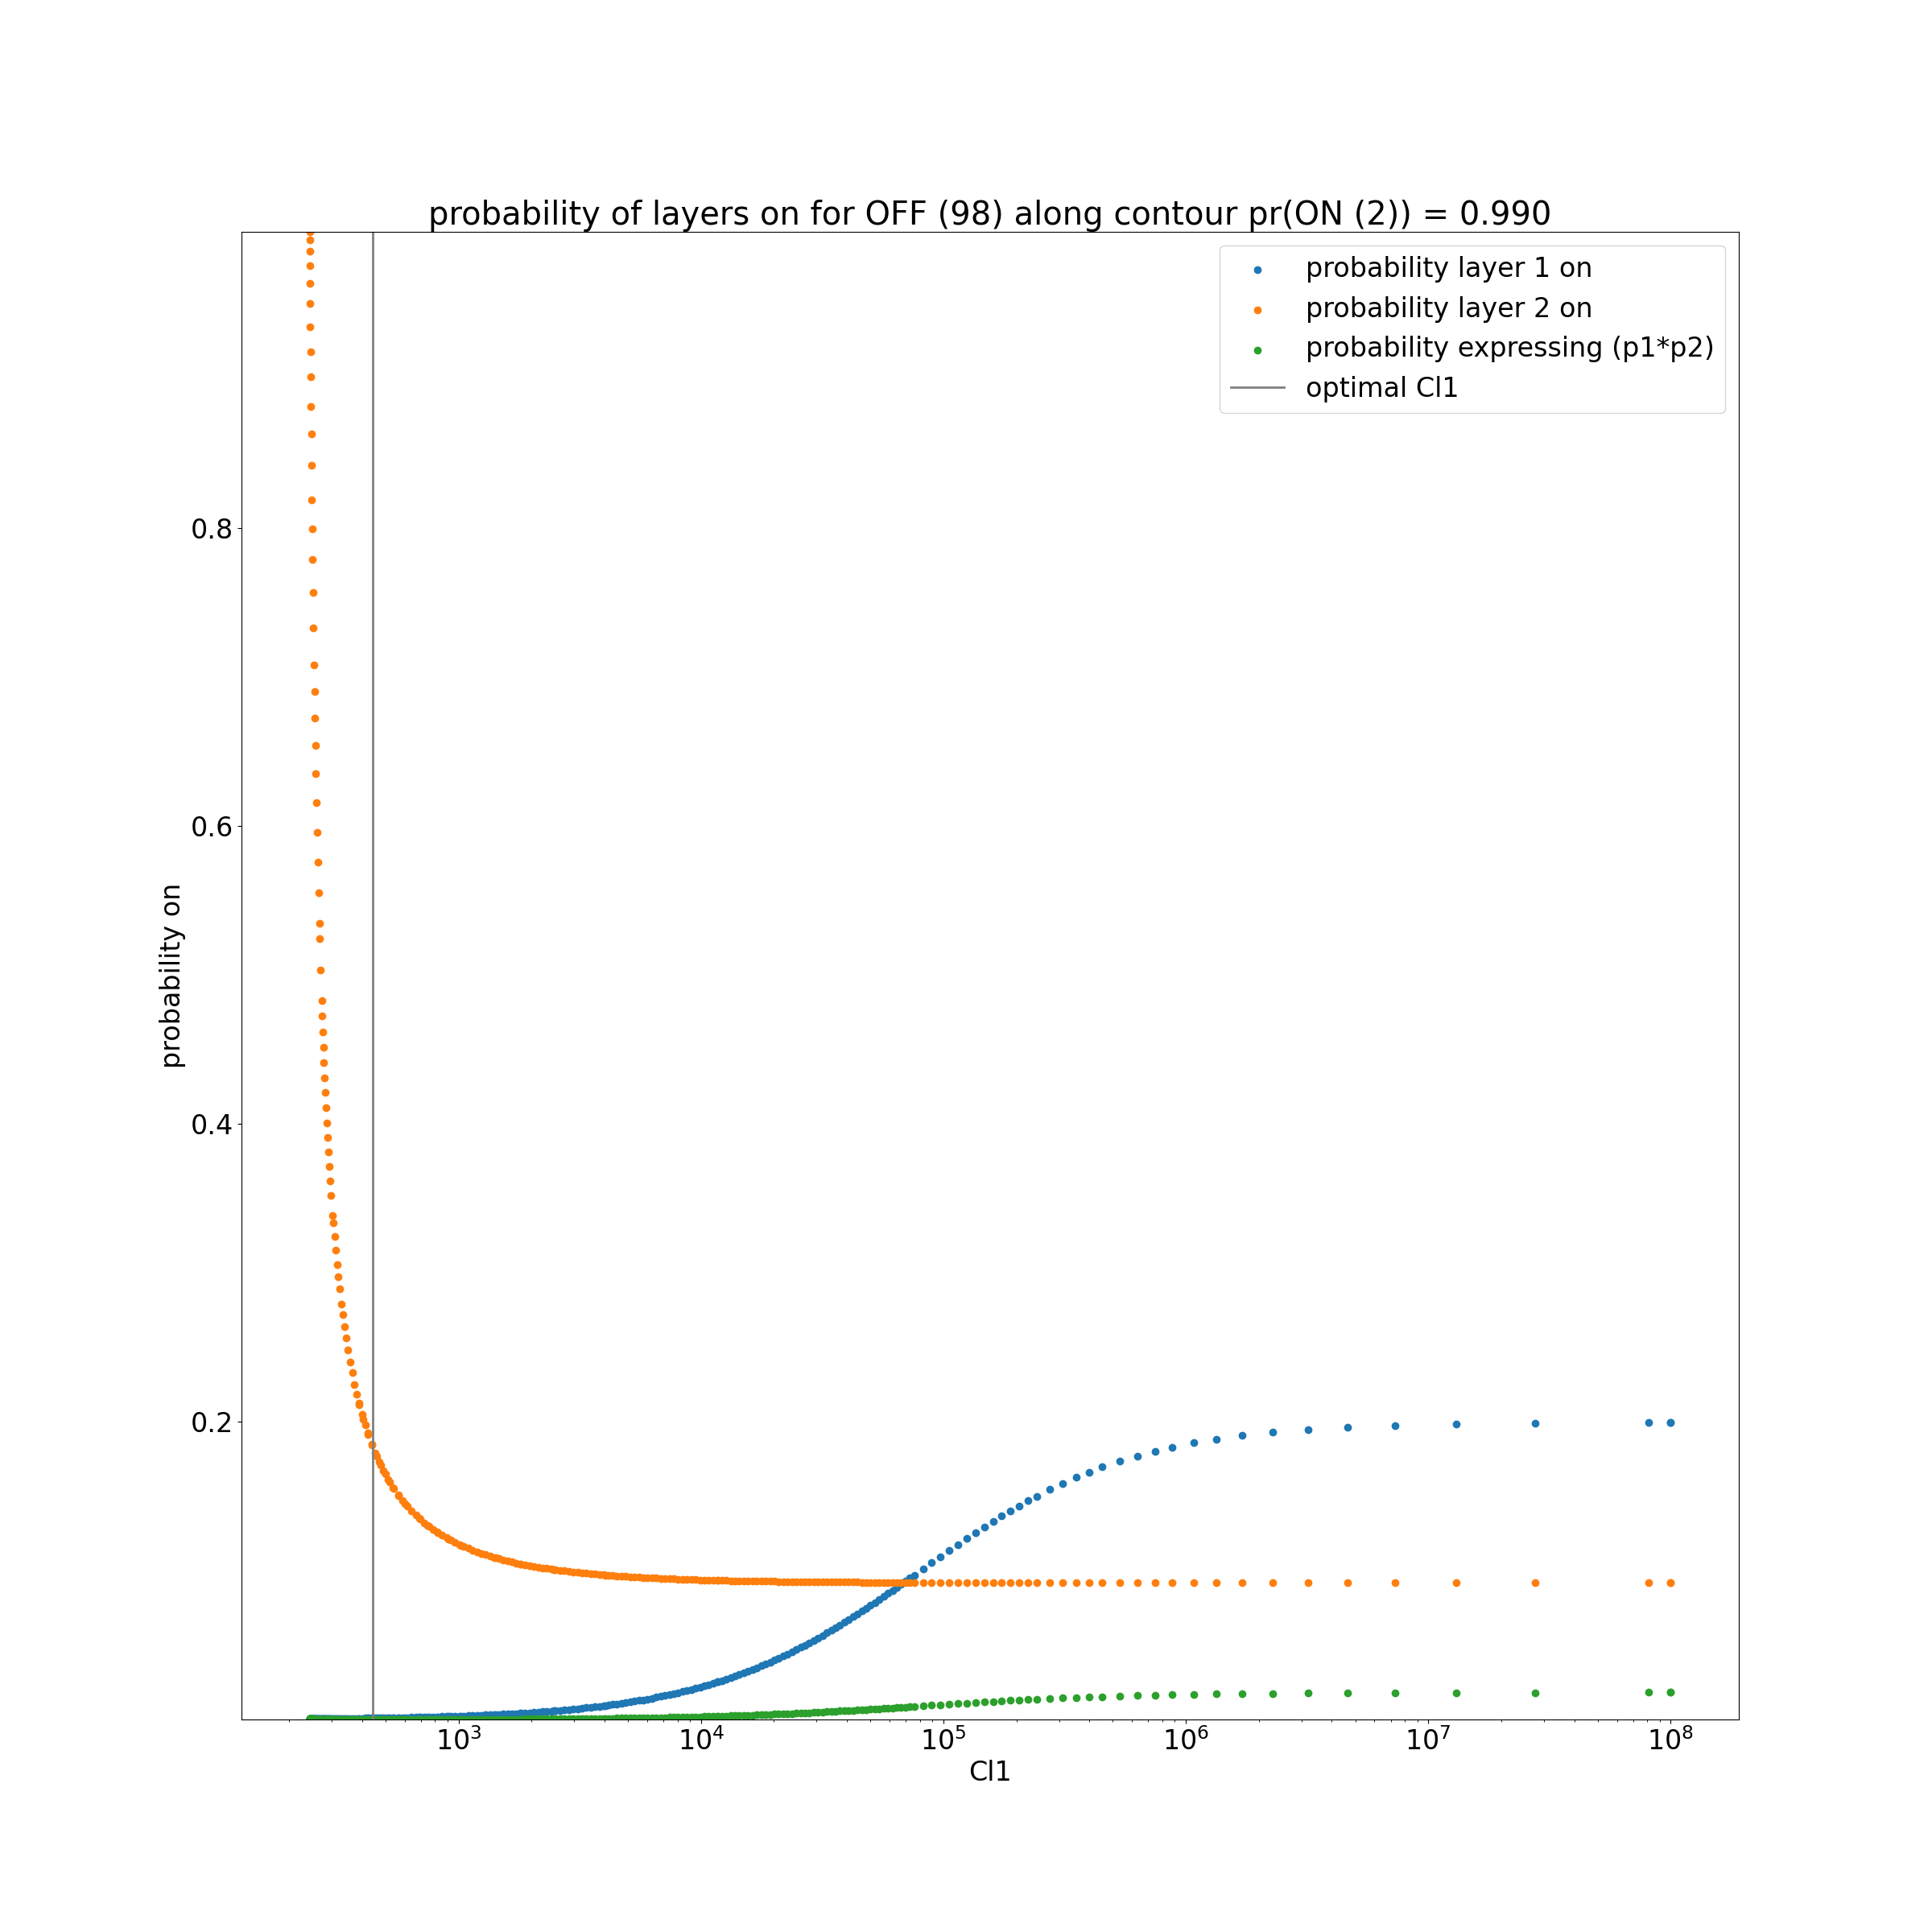 probability of layers on for OFF (98) along contour pr(ON (2)) = 0.990
probability layer 1 on
probability layer 2 on
probability expressing (p1*p2)
optimal Cl1
probability on
0.8
0.6
0.4
0.2
10³ 10⁴ 10⁵ 10⁶ 10⁷ 10⁸
Cl1